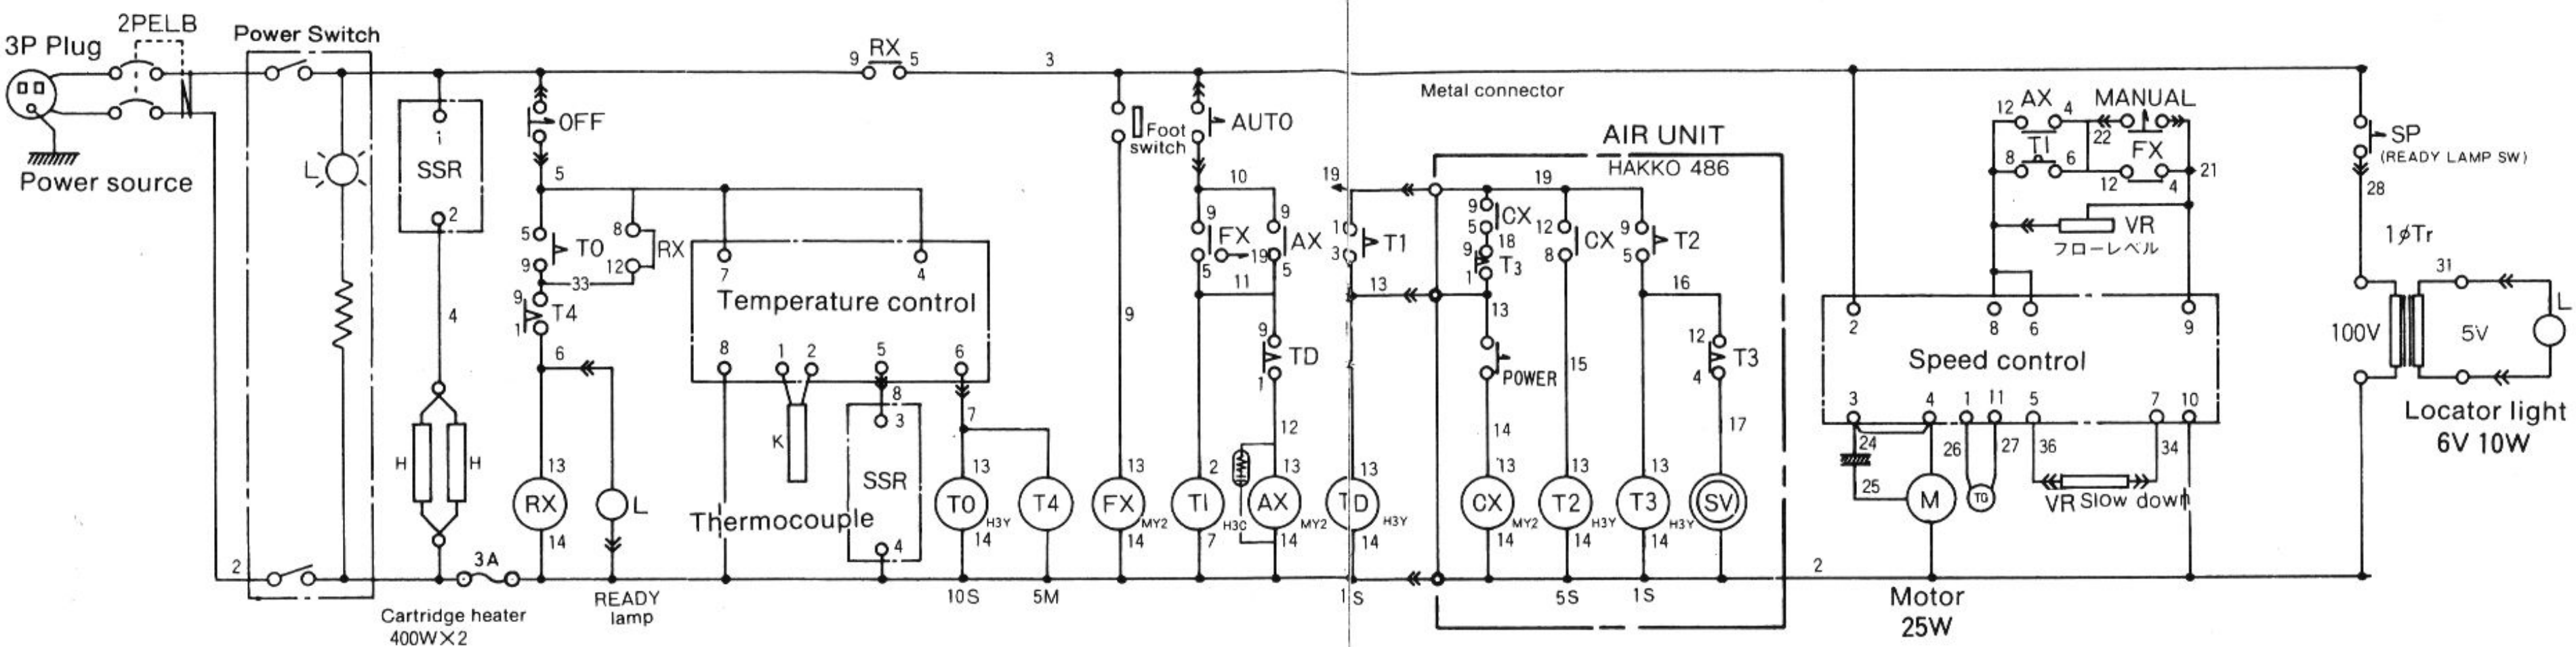 3P Plug
2PELB
Power Switch
Power source
L
2
1
SSR
2
4
H
H
Cartridge heater
400W×2
3A
OFF
5
5
TO
9
8
RX
12
33
9
T4
1
6
13
RX
14
L
READY
lamp
7
4
Temperature control
8
1
2
5
6
K
Thermocouple
8
3
SSR
4
7
13
TO
H3Y
14
10S
T4
5M
9
RX
5
3
Foot
switch
9
13
FX
MY2
14
AUTO
10
9
FX
19
5
9
AX
5
11
9
TD
1
12
2
T1
H3C
7
13
AX
MY2
14
19
1
T1
3
13
13
TD
H3Y
14
1S
Metal connector
AIR UNIT
HAKKO 486
19
9
CX
5
18
9
T3
1
13
POWER
14
13
CX
MY2
14
12
CX
8
15
13
T2
H3Y
14
5S
9
T2
5
16
13
T3
H3Y
14
1S
12
T3
4
17
SV
2
12
AX
4
MANUAL
22
8
T1
6
FX
12
4
21
VR
フローレベル
2
8
6
9
Speed control
3
4
1
11
5
7
10
24
25
M
26
27
TG
36
34
VR Slow down
Motor
25W
SP
(READY LAMP SW)
28
1φTr
31
100V
5V
L
Locator light
6V 10W